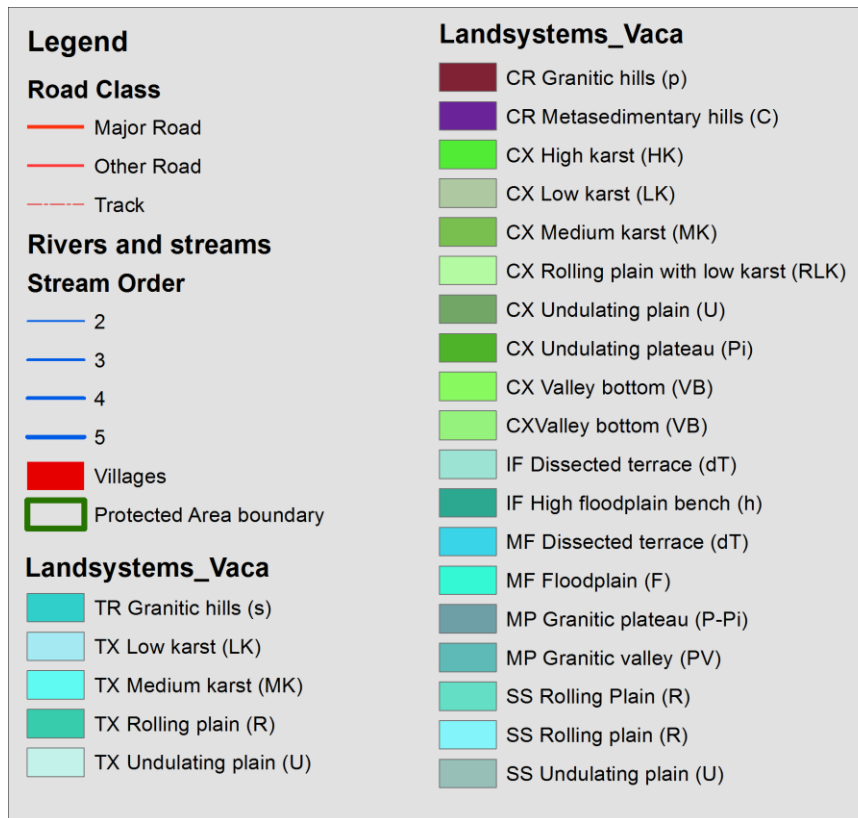 Legend
Road Class
Major Road
Other Road
Track
Rivers and streams
Stream Order
2
3
4
5
Villages
Protected Area boundary
Landsystems_Vaca
TR Granitic hills (s)
TX Low karst (LK)
TX Medium karst (MK)
TX Rolling plain (R)
TX Undulating plain (U)
Landsystems_Vaca
CR Granitic hills (p)
CR Metasedimentary hills (C)
CX High karst (HK)
CX Low karst (LK)
CX Medium karst (MK)
CX Rolling plain with low karst (RLK)
CX Undulating plain (U)
CX Undulating plateau (Pi)
CX Valley bottom (VB)
CXValley bottom (VB)
IF Dissected terrace (dT)
IF High floodplain bench (h)
MF Dissected terrace (dT)
MF Floodplain (F)
MP Granitic plateau (P-Pi)
MP Granitic valley (PV)
SS Rolling Plain (R)
SS Rolling plain (R)
SS Undulating plain (U)